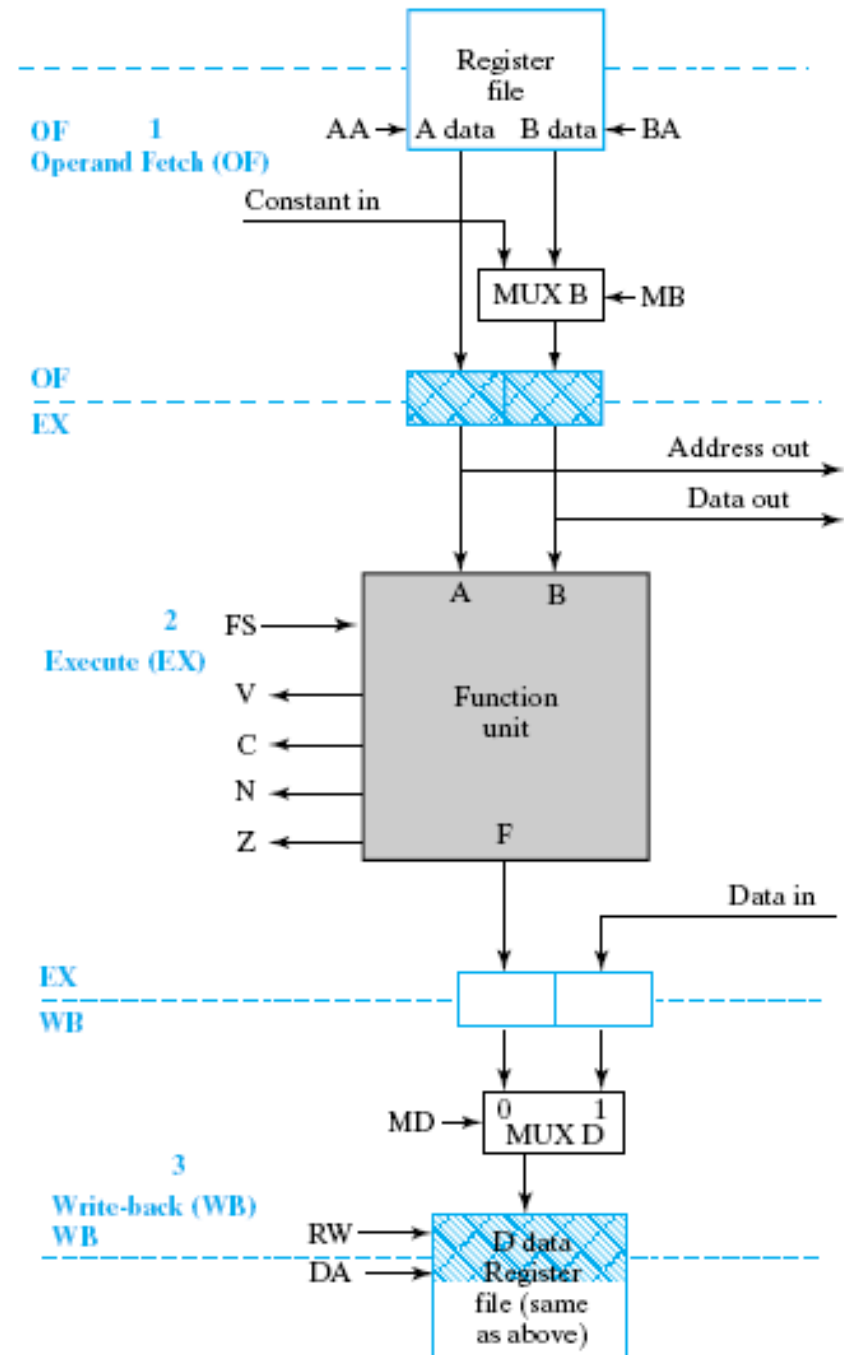 Register
file
AA
A data
B data
BA
OF
1
Operand Fetch (OF)
Constant in
MUX B
MB
OF
EX
Address out
Data out
A
B
2
FS
Execute (EX)
V
Function
unit
C
N
Z
F
Data in
EX
WB
MD
0
1
MUX D
3
Write-back (WB)
WB
RW
D data
DA
Register
file (same
as above)